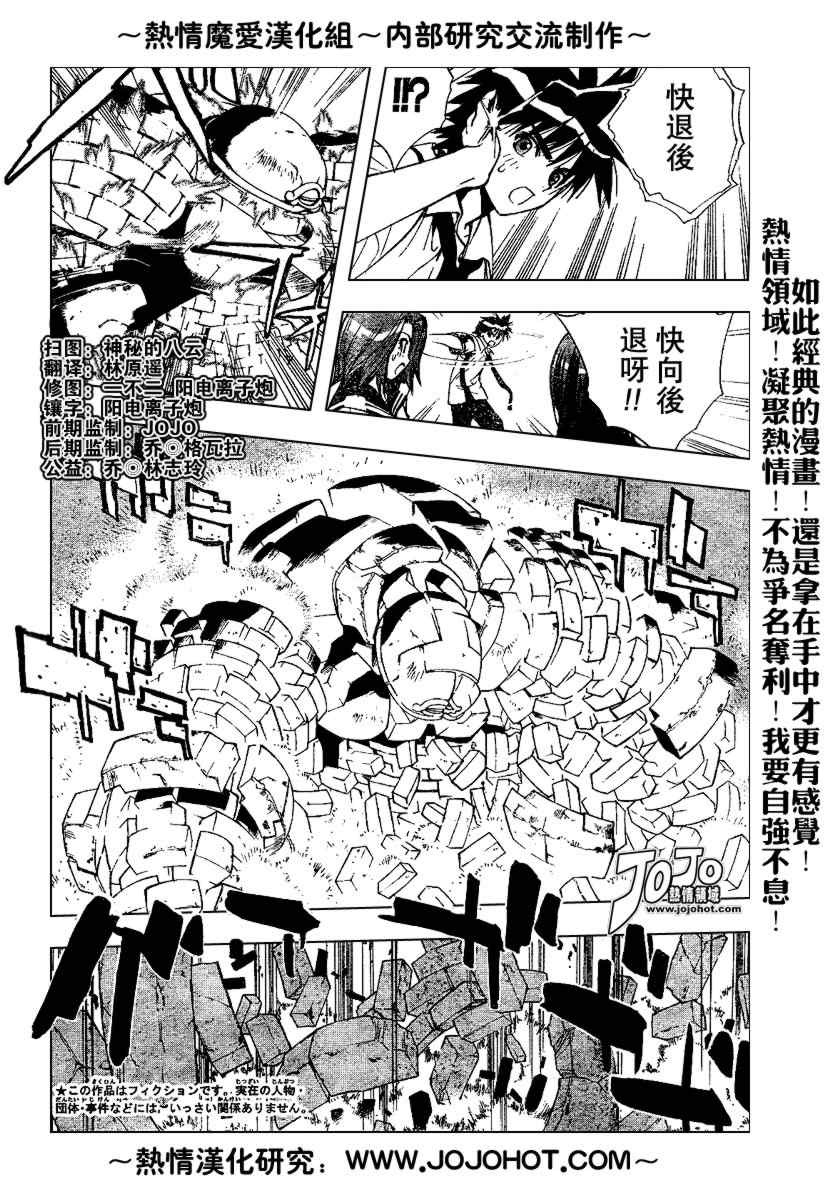 ~熱情魔愛漢化組~内部研究交流制作~
快退後
!!?
快向後
退呀!!
扫图：神秘的八云
翻译：林原遥
修图：一不二 阳电离子炮
镶字：阳电离子炮
前期监制：JOJO
后期监制：乔◎格瓦拉
公益：乔◎林志玲
如此經典的漫畫！還是拿在手中才更有感覺！
熱情領域！凝聚熱情！不為爭名奪利！我要自強不息！
JOJO
熱情領域
www.jojohot.com
★この作品はフィクションです。実在の人物・
団体・事件などには、いっさい関係ありません。
~熱情漢化研究：WWW.JOJOHOT.COM~